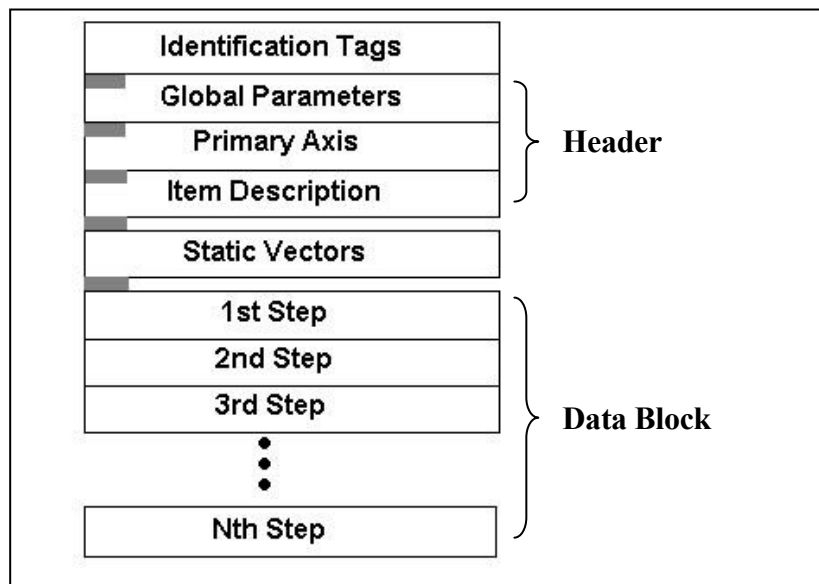 Identification Tags
Global Parameters
Primary Axis
Header
Item Description
Static Vectors
1st Step
2nd Step
3rd Step
Data Block
Nth Step